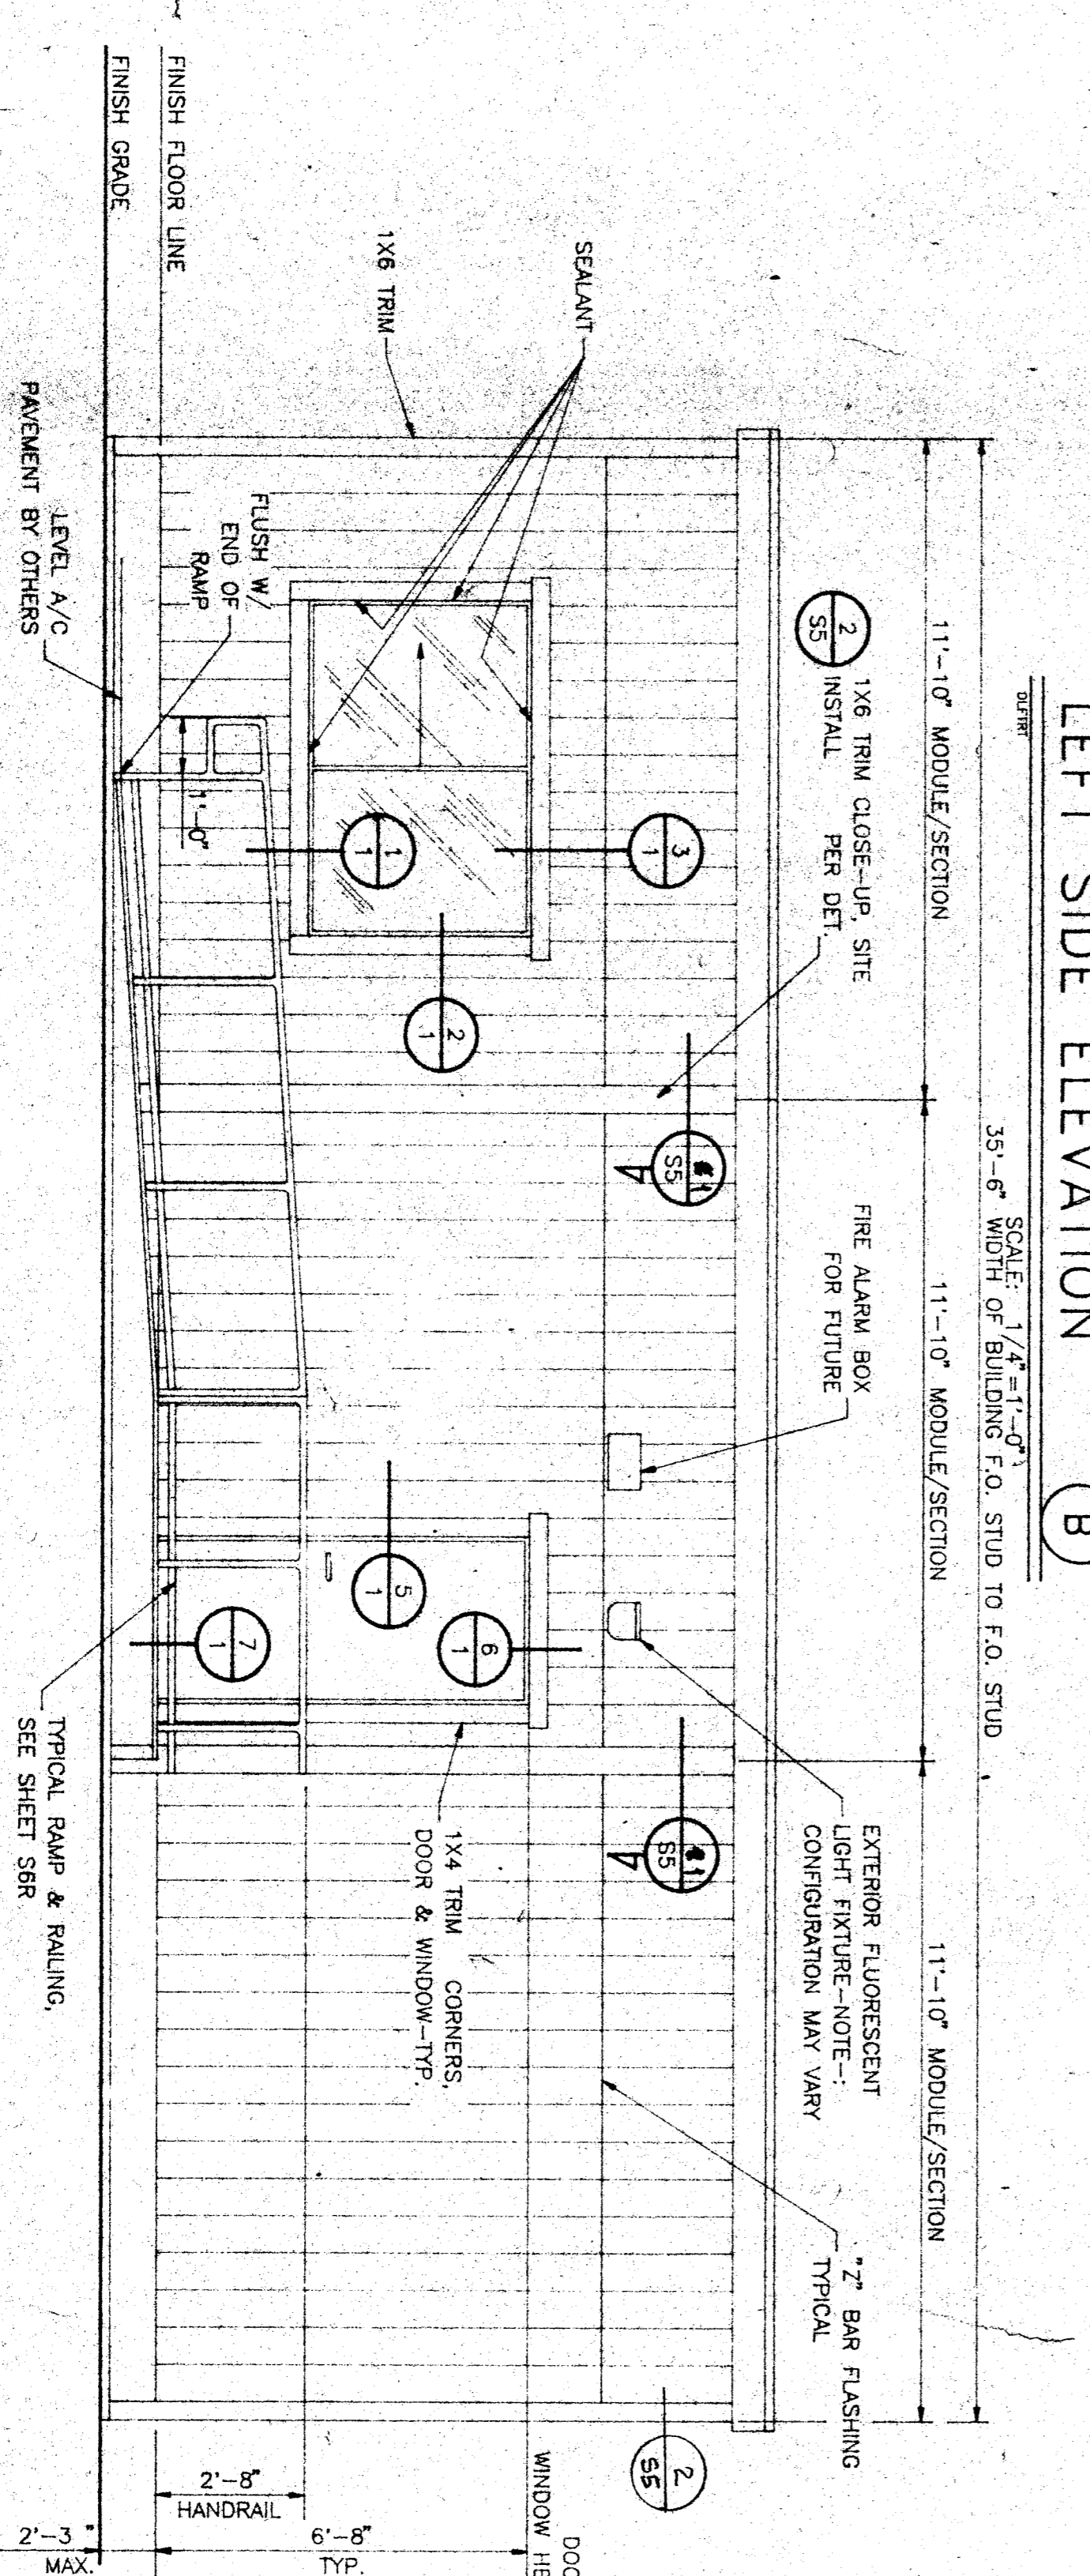 LEFT SIDE ELEVATION
B
DLFTRT
SCALE: 1/4"=1'-0"
35'-6" WIDTH OF BUILDING F.O. STUD TO F.O. STUD
11'-10" MODULE/SECTION
11'-10" MODULE/SECTION
11'-10" MODULE/SECTION
2
S5
1X6 TRIM CLOSE-UP, SITE
INSTALL PER DET.
FIRE ALARM BOX
FOR FUTURE
EXTERIOR FLUORESCENT
LIGHT FIXTURE-NOTE-:
CONFIGURATION MAY VARY
"Z" BAR FLASHING
TYPICAL
SEALANT
1X6 TRIM
3
1
1
S5
4
1
S5
4
2
S5
1
1
2
1
5
1
6
1
7
1
1X4 TRIM CORNERS,
DOOR & WINDOW-TYP.
FLUSH W/
END OF
RAMP
1'-0"
FINISH FLOOR LINE
FINISH GRADE
LEVEL A/C
PAVEMENT BY OTHERS
TYPICAL RAMP & RAILING,
SEE SHEET S6R
WINDOW
6'-8"
TYP.
2'-8"
HANDRAIL
2'-3"
MAX.